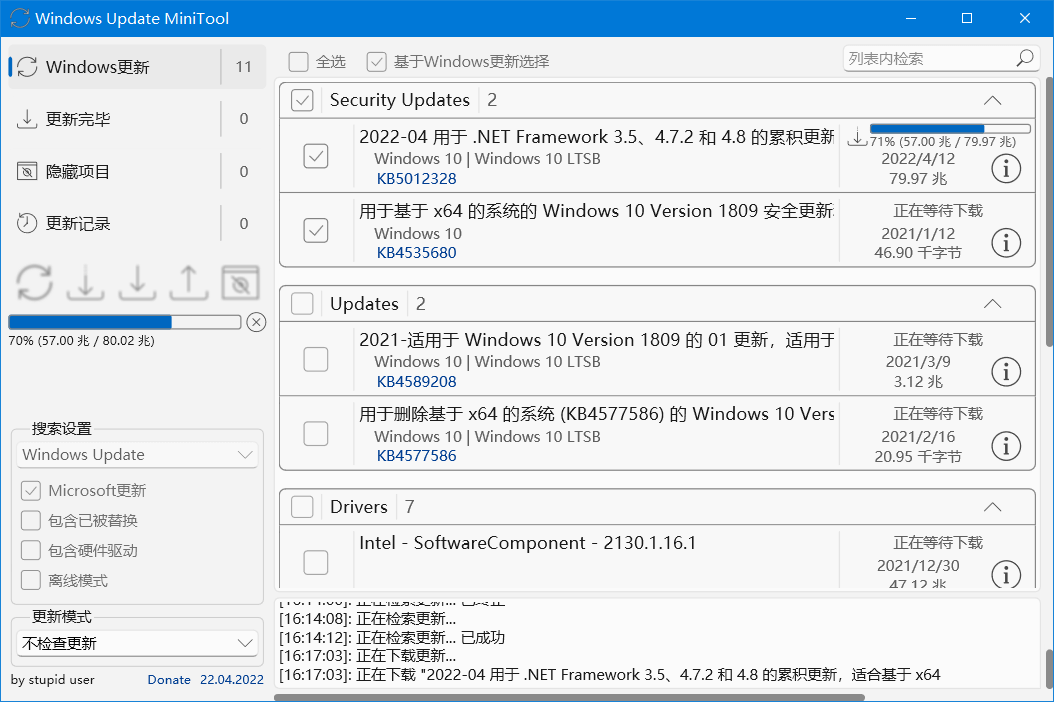 Windows Update MiniTool
Windows更新 11
更新完毕 0
隐藏项目 0
更新记录 0
70% (57.00 兆 / 80.02 兆)
搜索设置
Windows Update
Microsoft更新
包含已被替换
包含硬件驱动
离线模式
更新模式
不检查更新
by stupid user Donate 22.04.2022
全选 基于Windows更新选择 列表内检索
Security Updates 2
2022-04 用于 .NET Framework 3.5、4.7.2 和 4.8 的累积更新
71% (57.00 兆 / 79.97 兆)
Windows 10 | Windows 10 LTSB 2022/4/12
KB5012328 79.97 兆
用于基于 x64 的系统的 Windows 10 Version 1809 安全更新 正在等待下载
Windows 10 2021/1/12
KB4535680 46.90 千字节
Updates 2
2021-适用于 Windows 10 Version 1809 的 01 更新，适用于 正在等待下载
Windows 10 | Windows 10 LTSB 2021/3/9
KB4589208 3.12 兆
用于删除基于 x64 的系统 (KB4577586) 的 Windows 10 Vers 正在等待下载
Windows 10 | Windows 10 LTSB 2021/2/16
KB4577586 20.95 千字节
Drivers 7
Intel - SoftwareComponent - 2130.1.16.1 正在等待下载
2021/12/30
47.12 兆
[16:14:08]: 正在检索更新...
[16:14:12]: 正在检索更新... 已成功
[16:17:03]: 正在下载更新...
[16:17:03]: 正在下载 "2022-04 用于 .NET Framework 3.5、4.7.2 和 4.8 的累积更新，适合基于 x64